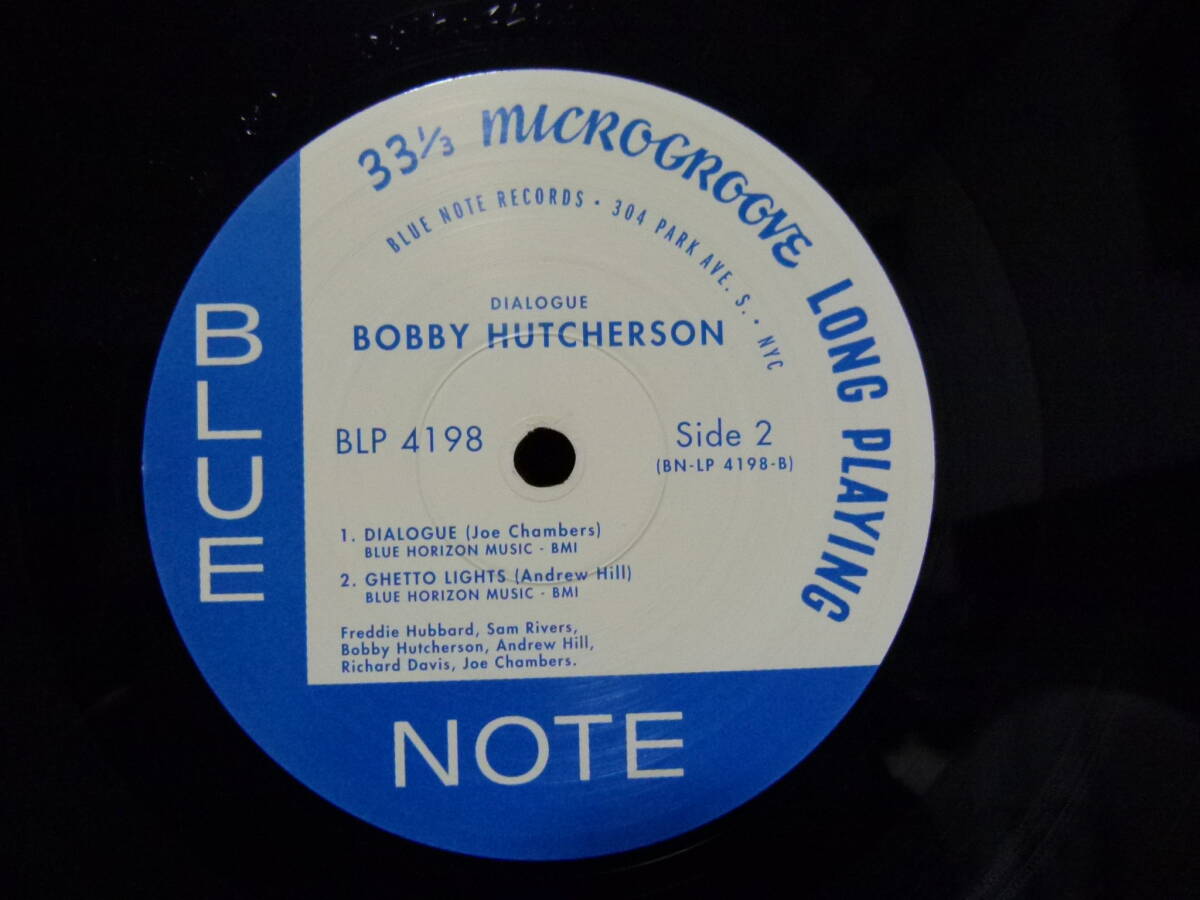 33⅓ MICROGROOVE LONG PLAYING
BLUE NOTE RECORDS • 304 PARK AVE. S. • NYC
DIALOGUE
BOBBY HUTCHERSON
BLP 4198
Side 2
(BN-LP 4198-B)
1. DIALOGUE (Joe Chambers)
BLUE HORIZON MUSIC - BMI
2. GHETTO LIGHTS (Andrew Hill)
BLUE HORIZON MUSIC - BMI
Freddie Hubbard, Sam Rivers,
Bobby Hutcherson, Andrew Hill,
Richard Davis, Joe Chambers.
BLUE
NOTE